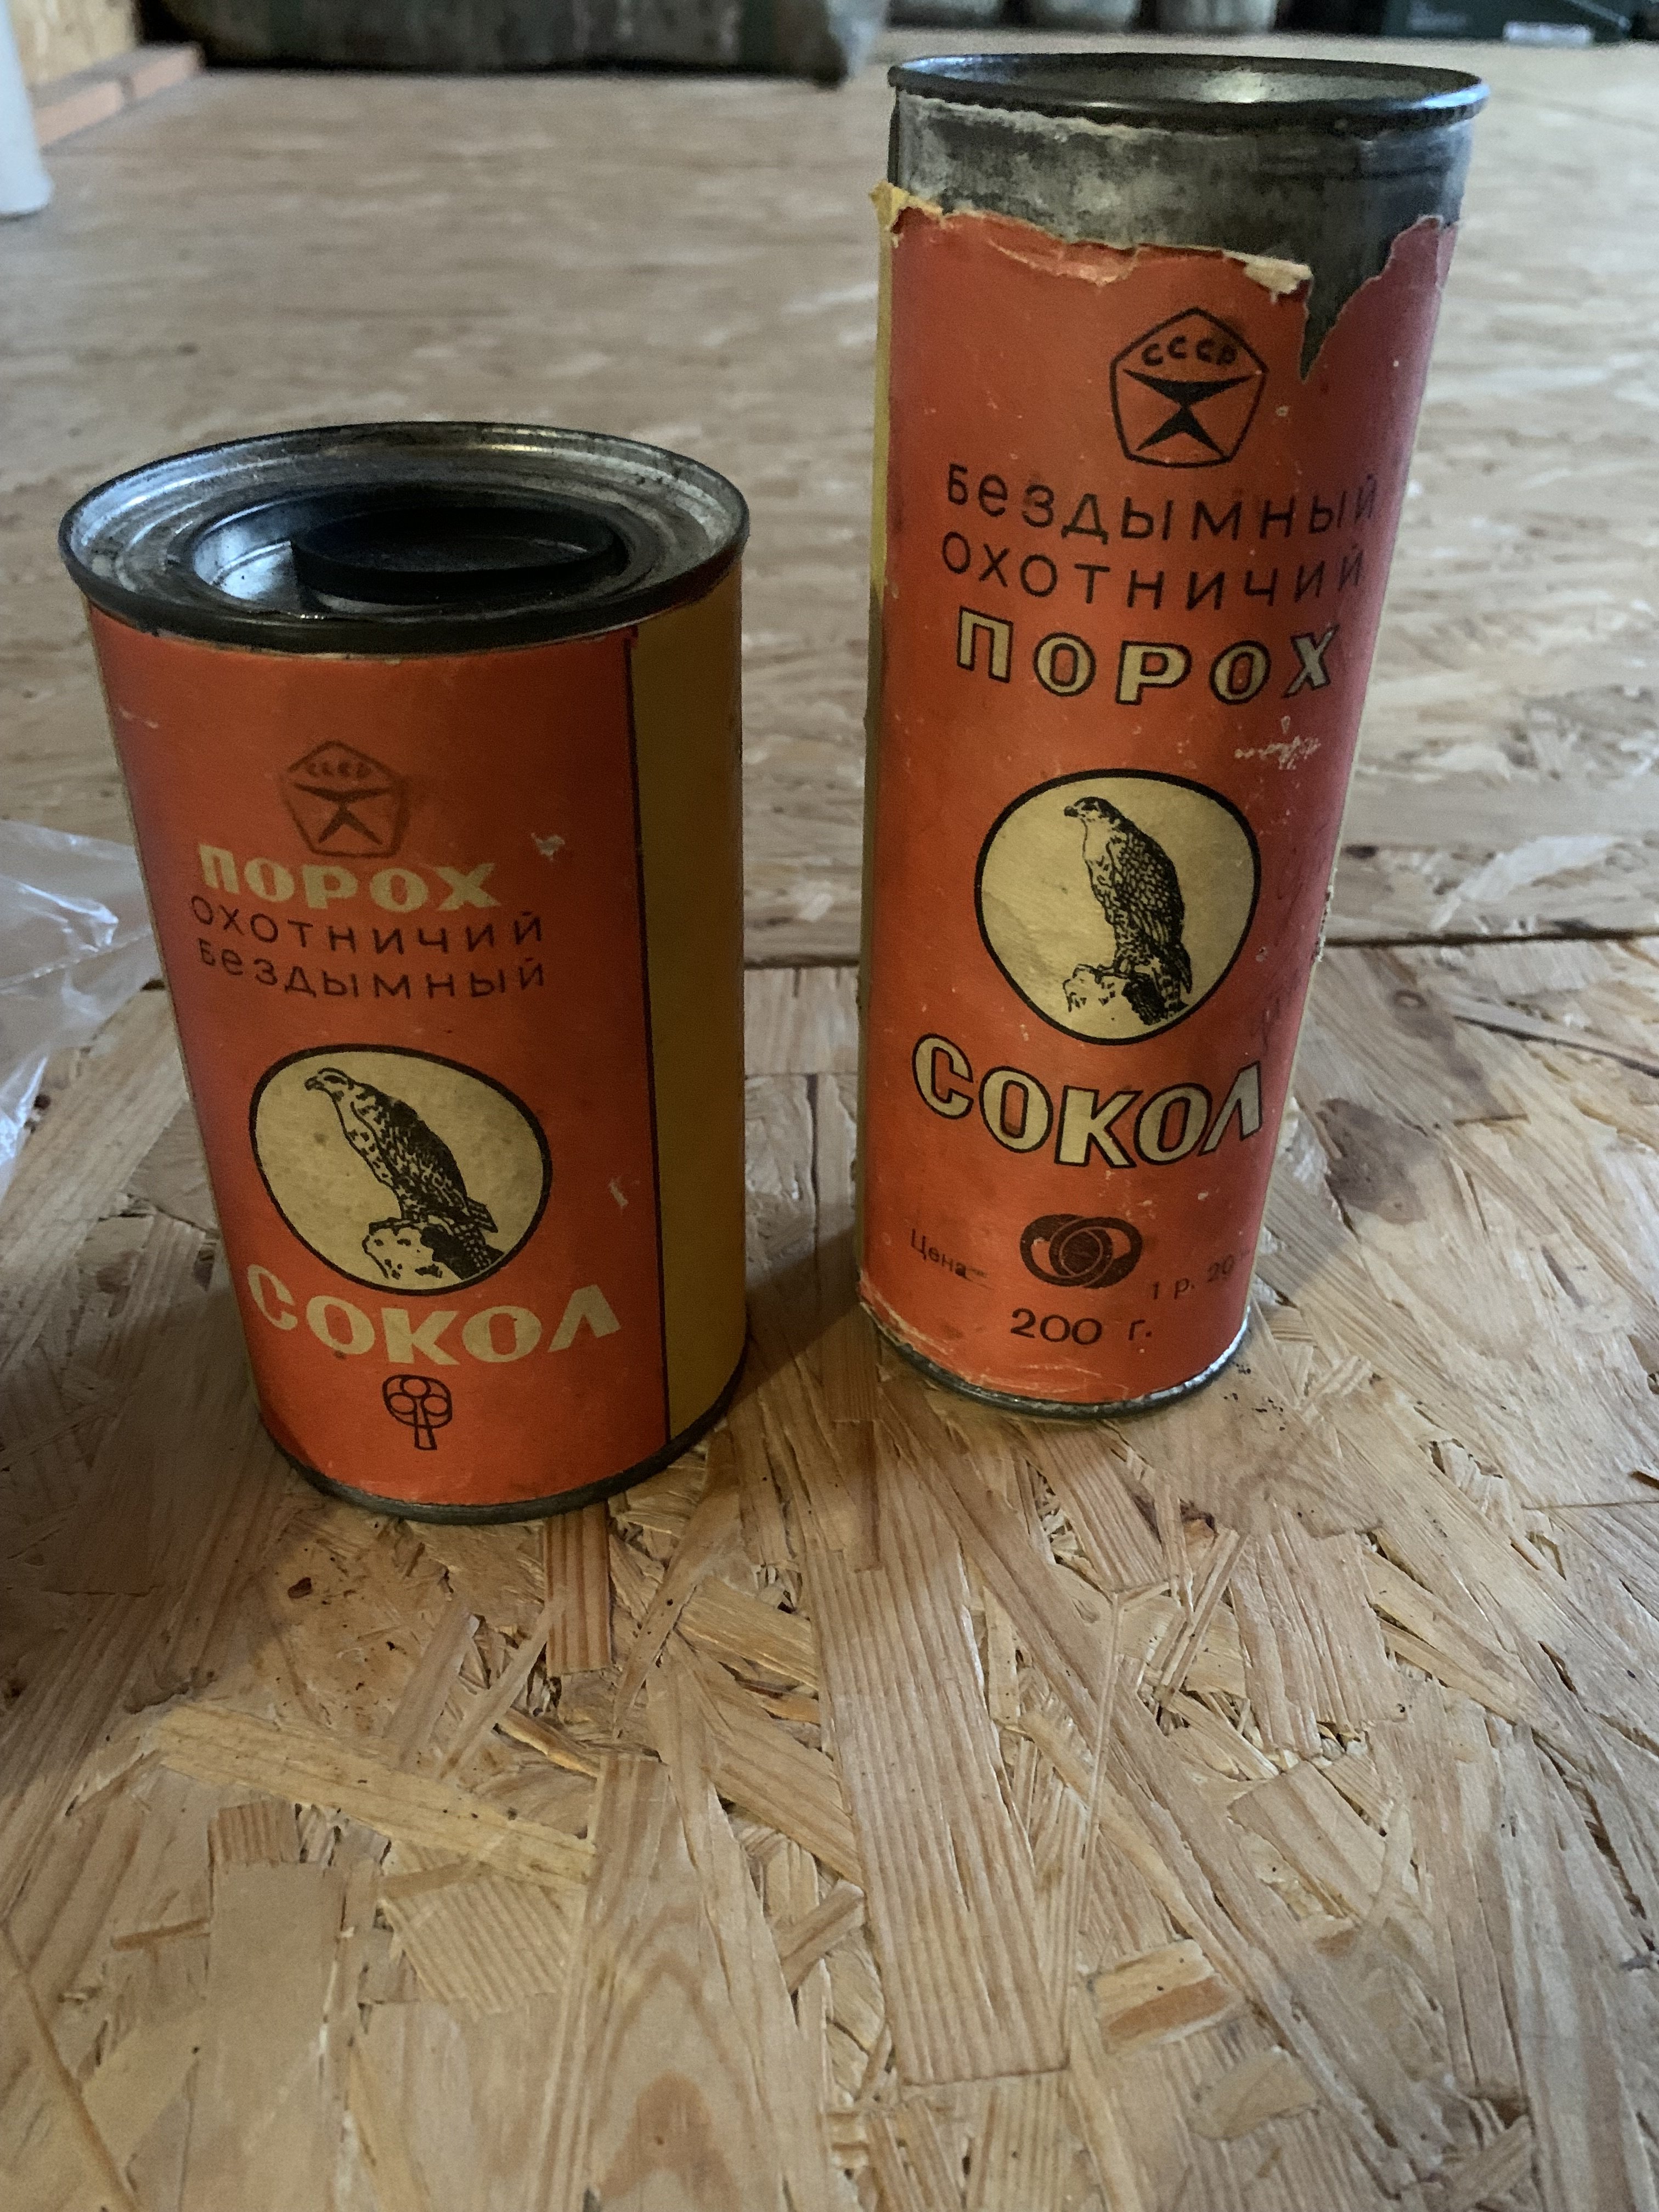 СССР
ПОРОХ
ОХОТНИЧИЙ
БеЗДЫМНЫЙ
СОКОЛ
СССР
БеЗДЫМНЫЙ
ОХОТНИЧИЙ
ПОРОХ
СОКОЛ
Цена 1 р. 20
200 г.